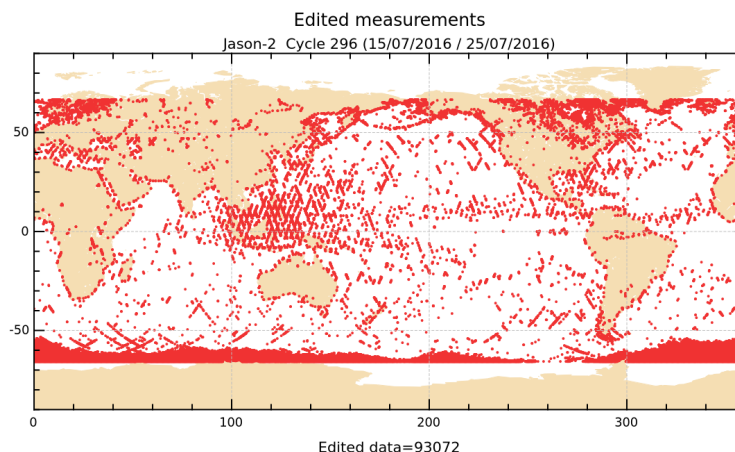 Edited measurements
Jason-2 Cycle 296 (15/07/2016 / 25/07/2016)
50
0
-50
0 100 200 300
Edited data=93072